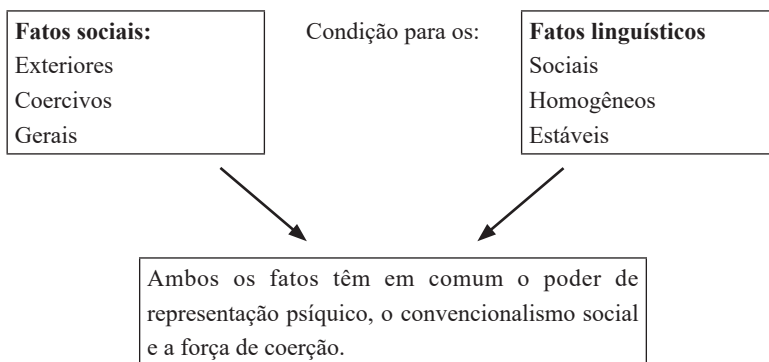 Fatos sociais:
Exteriores
Coercivos
Gerais
Condição para os:
Fatos linguísticos
Sociais
Homogêneos
Estáveis
Ambos os fatos têm em comum o poder de
representação psíquico, o convencionalismo social
e a força de coerção.